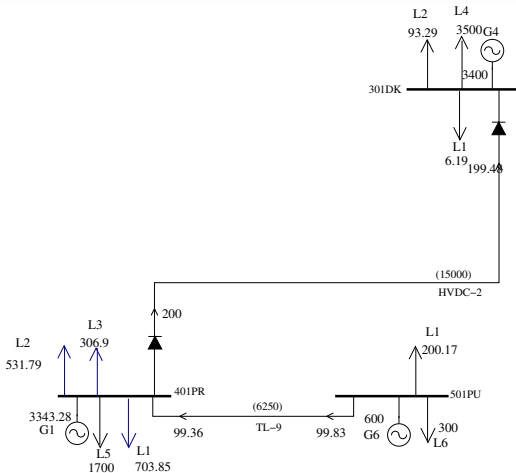 L2
93.29
L4
3500
G4
3400
301DK
L1
6.19
199.48
(15000)
HVDC-2
200
L2
531.79
L3
306.9
401PR
3343.28
G1
L5
1700
L1
703.85
(6250)
TL-9
99.36
99.83
L1
200.17
501PU
600
G6
300
L6